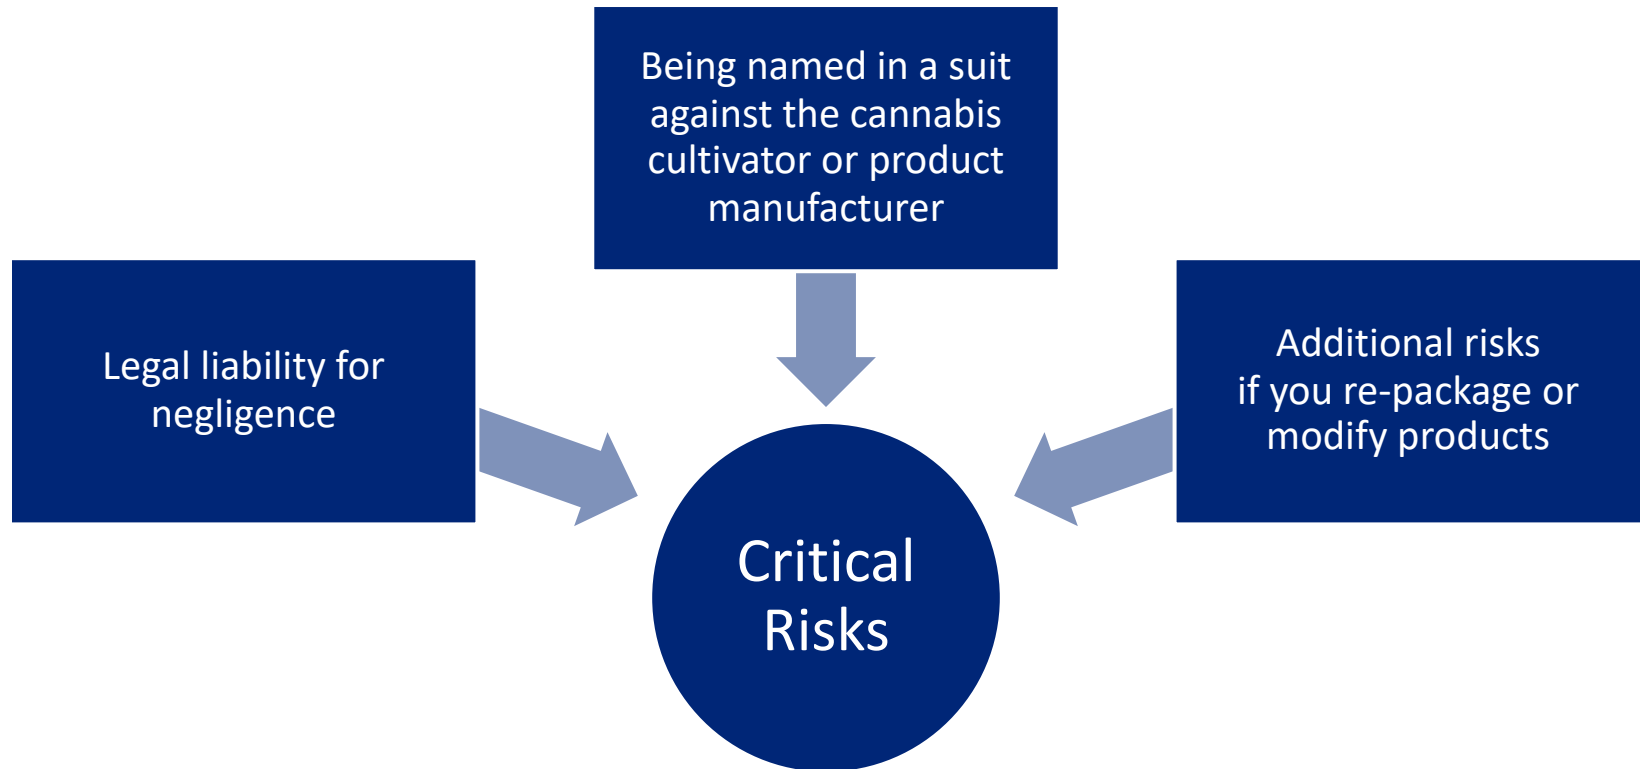 Being named in a suit
against the cannabis
cultivator or product
manufacturer
Legal liability for
negligence
Additional risks
if you re-package or
modify products
Critical
Risks